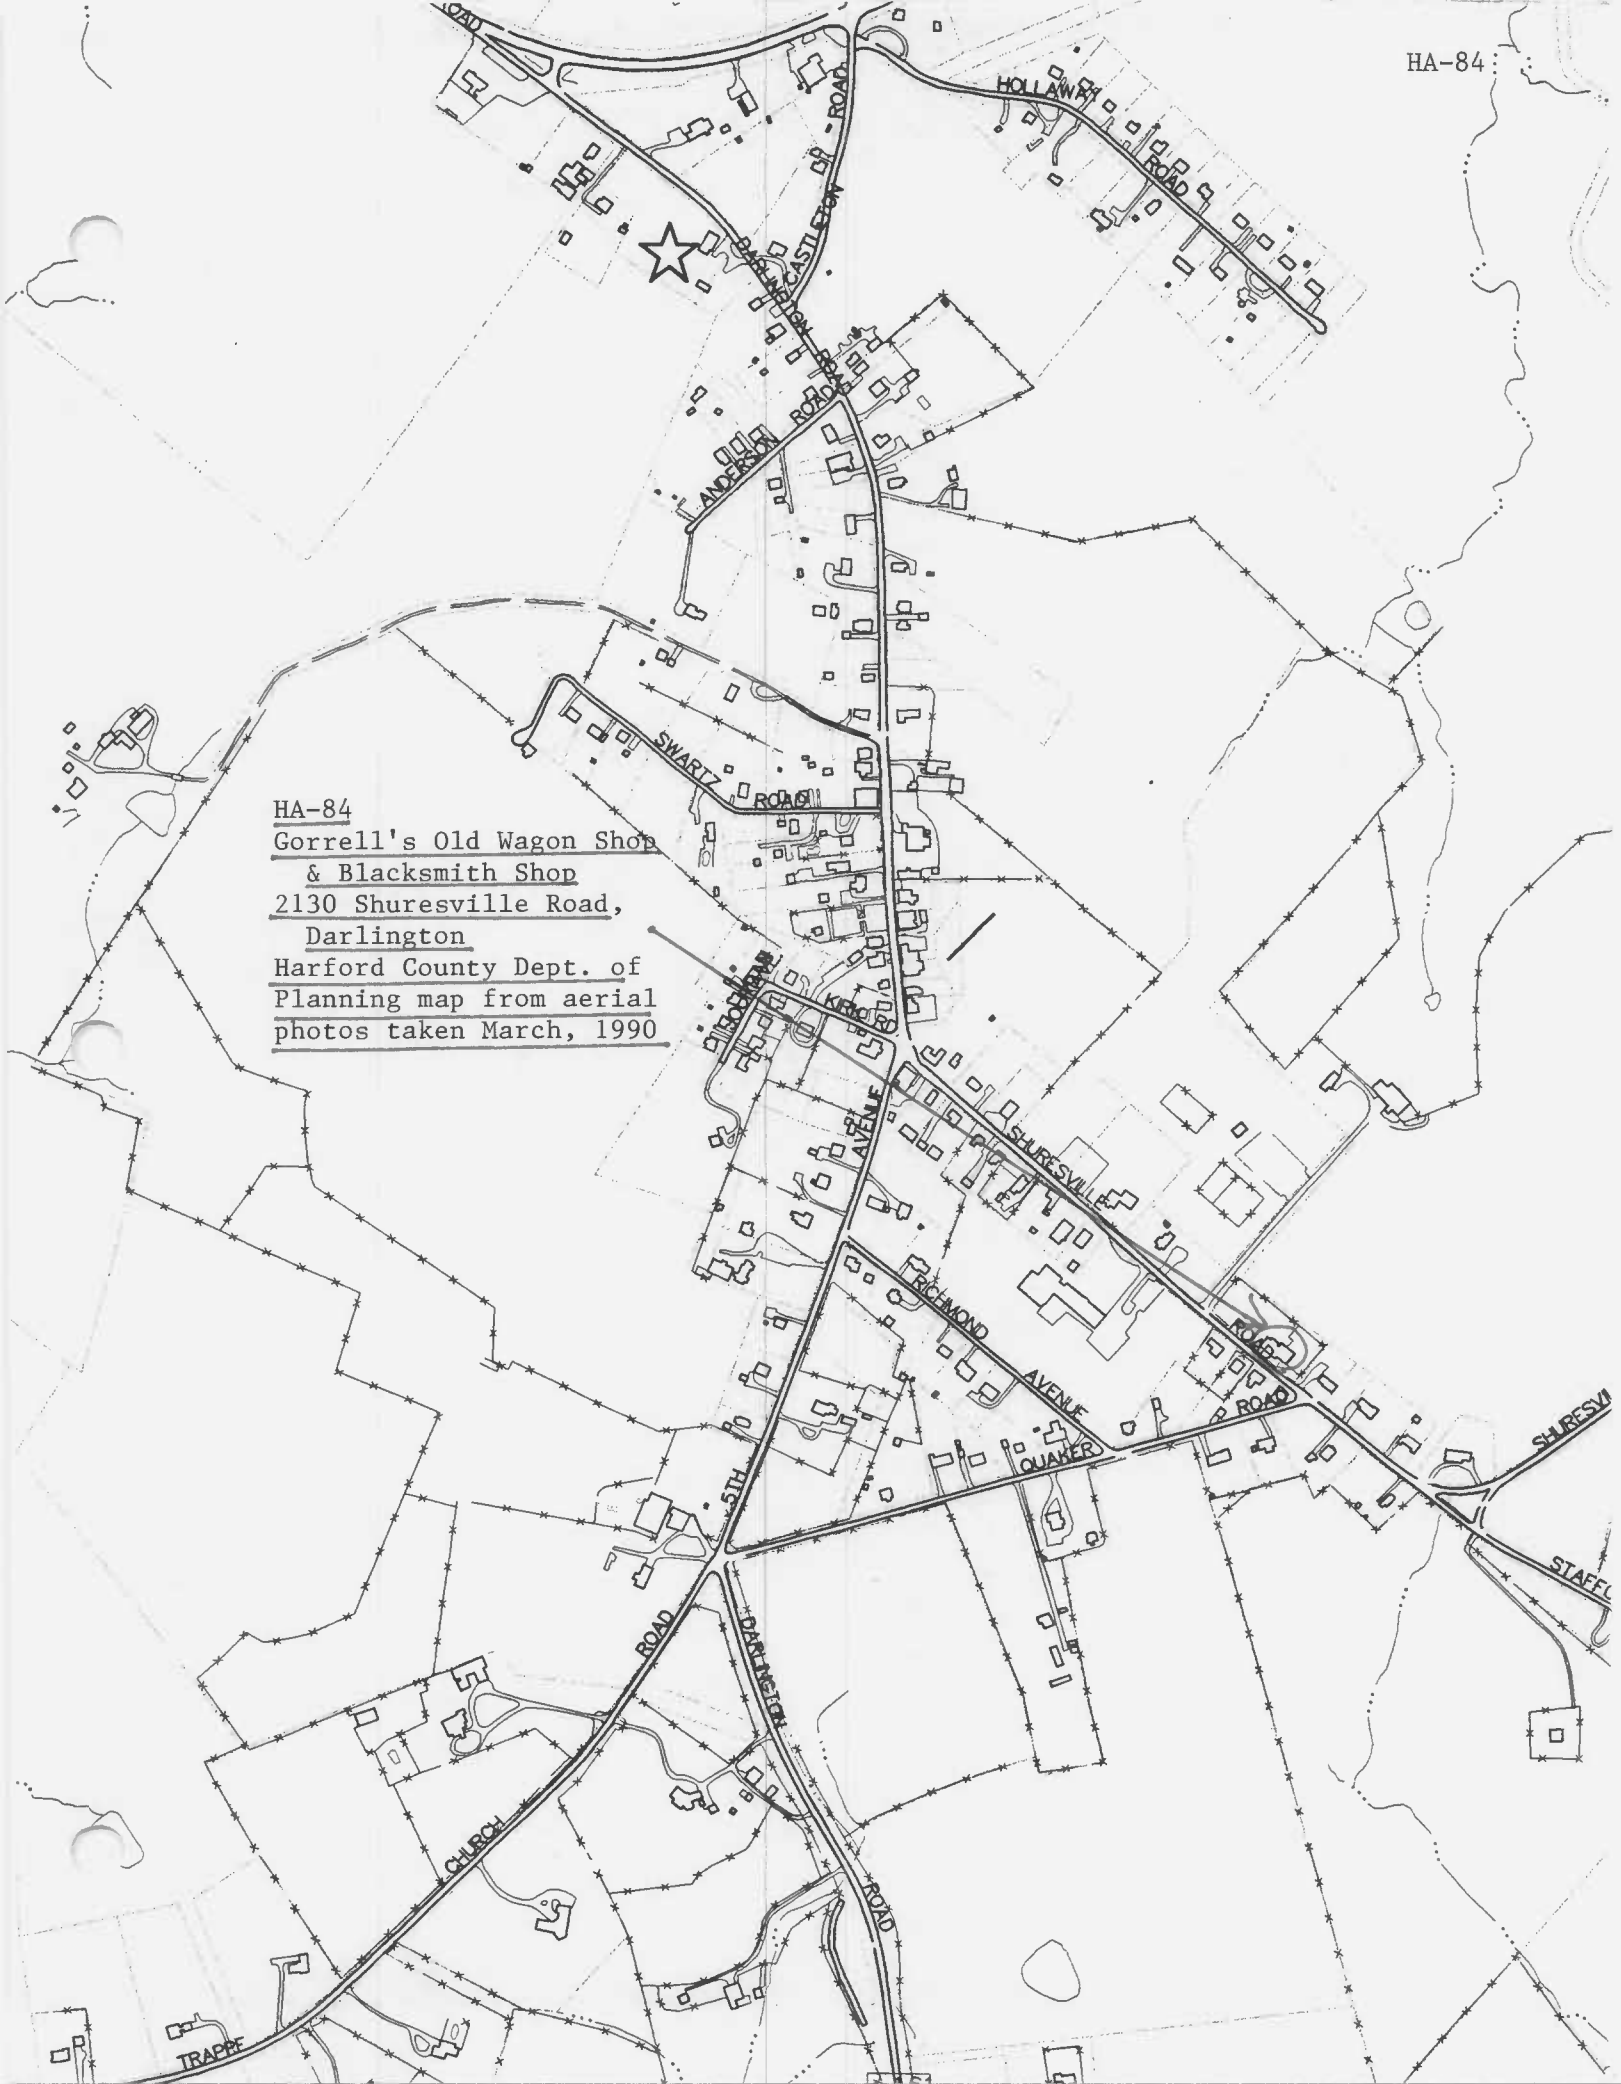 HA-84
ROAD
HOLLAWAY
ROAD
CASTLETON
ROAD
DARLINGTON
ROAD
ANDERSON
ROAD
SWARTZ
ROAD
HA-84
Gorrell's Old Wagon Shop
& Blacksmith Shop
2130 Shuresville Road,
Darlington
Harford County Dept. of
Planning map from aerial
photos taken March, 1990
KIRK RD
AVENUE
SHURESVILLE
ROAD
RICHMOND
AVENUE
ROAD
QUAKER
SHURESVI
5TH
STAFFO
ROAD
DARLINGTON
CHURCH
ROAD
TRAPPE